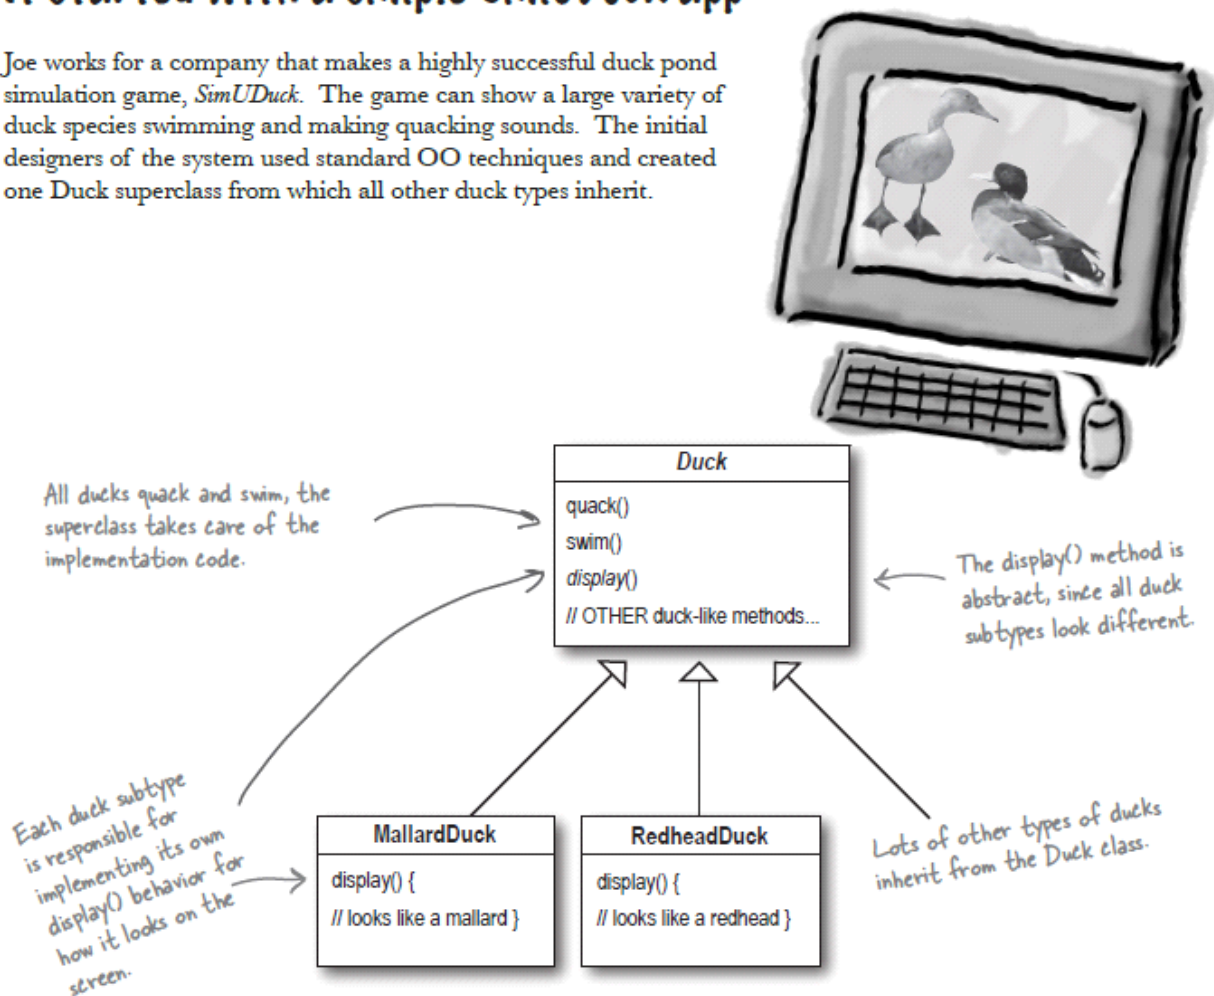 Joe works for a company that makes a highly successful duck pond
simulation game, SimUDuck. The game can show a large variety of
duck species swimming and making quacking sounds. The initial
designers of the system used standard OO techniques and created
one Duck superclass from which all other duck types inherit.
All ducks quack and swim, the
superclass takes care of the
implementation code.
Duck
quack()
swim()
display()
// OTHER duck-like methods...
The display() method is
abstract, since all duck
subtypes look different.
Each duck subtype
is responsible for
implementing its own
display() behavior for
how it looks on the
screen.
MallardDuck
display() {
// looks like a mallard }
RedheadDuck
display() {
// looks like a redhead }
Lots of other types of ducks
inherit from the Duck class.